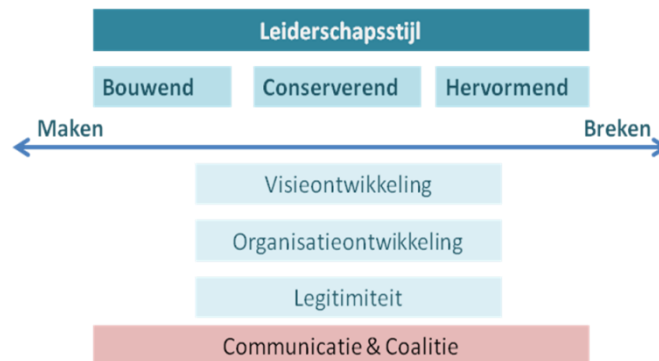 Leiderschapsstijl
Bouwend Conserverend Hervormend
Maken Breken
Visieontwikkeling
Organisatieontwikkeling
Legitimiteit
Communicatie & Coalitie